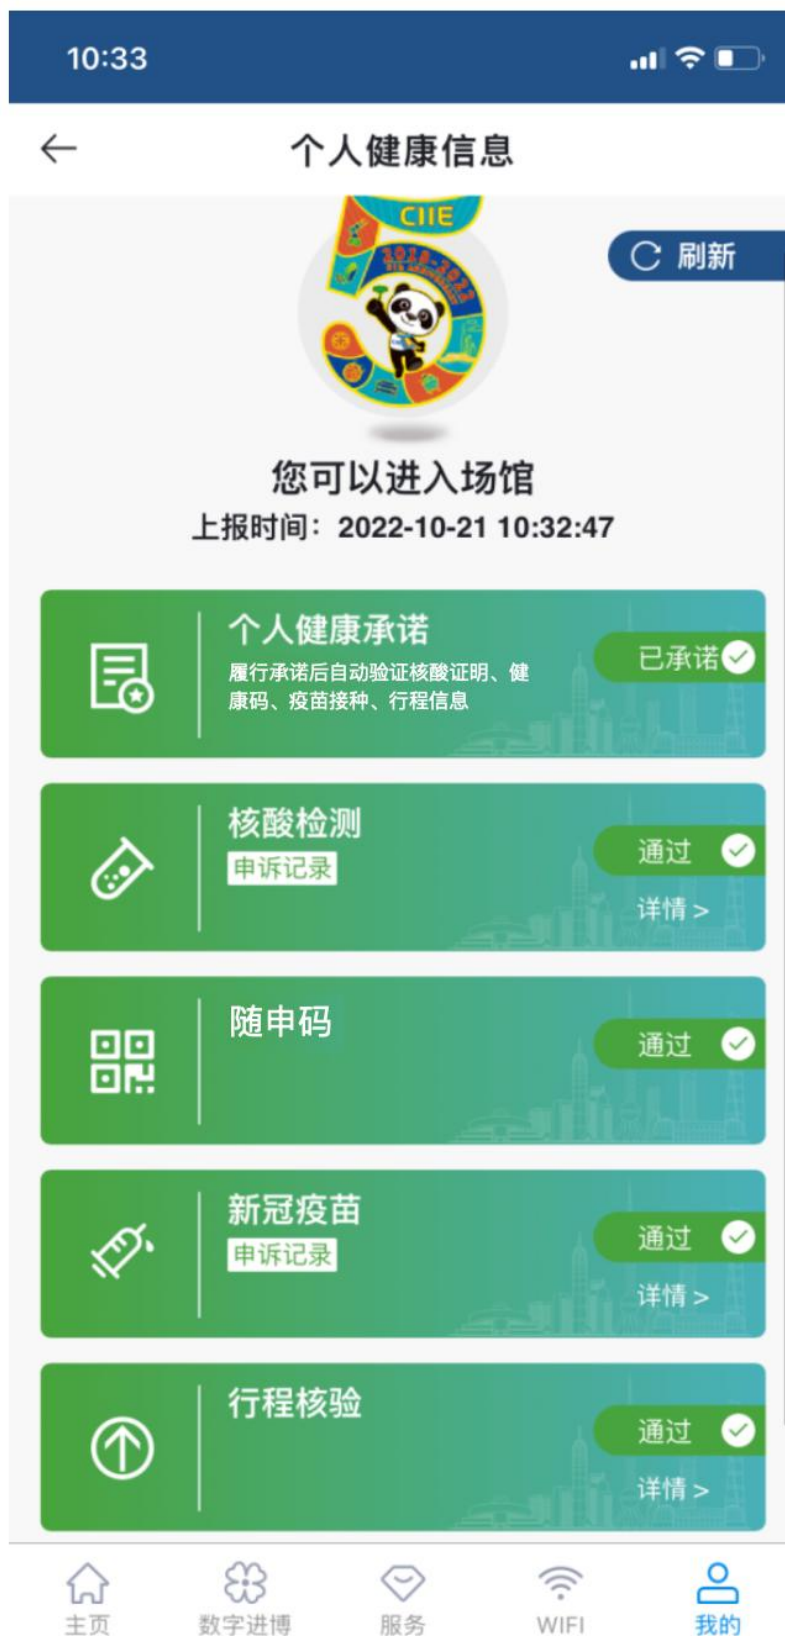 10:33
个人健康信息
CIIE
2018-2022
刷新
您可以进入场馆
上报时间：2022-10-21 10:32:47
个人健康承诺
履行承诺后自动验证核酸证明、健
康码、疫苗接种、行程信息
已承诺
核酸检测
申诉记录
通过
详情 >
随申码
通过
新冠疫苗
申诉记录
通过
详情 >
行程核验
通过
详情 >
主页 数字进博 服务 WIFI 我的